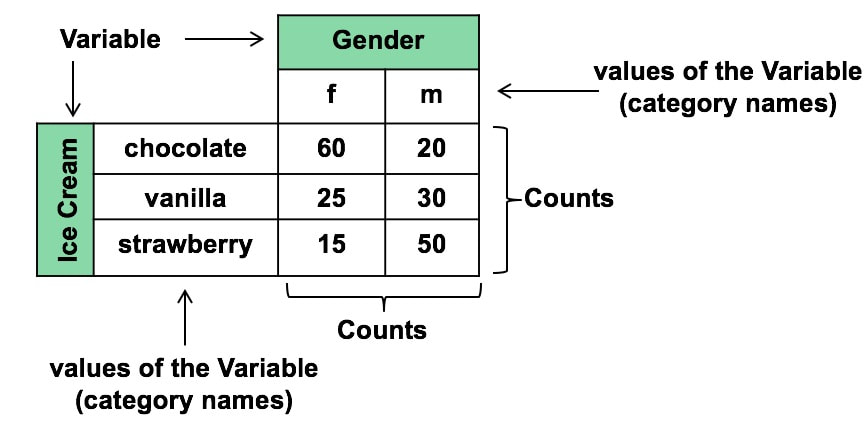 Variable
Gender
f m
values of the Variable
(category names)
Ice Cream
chocolate 60 20
vanilla 25 30
strawberry 15 50
Counts
Counts
values of the Variable
(category names)